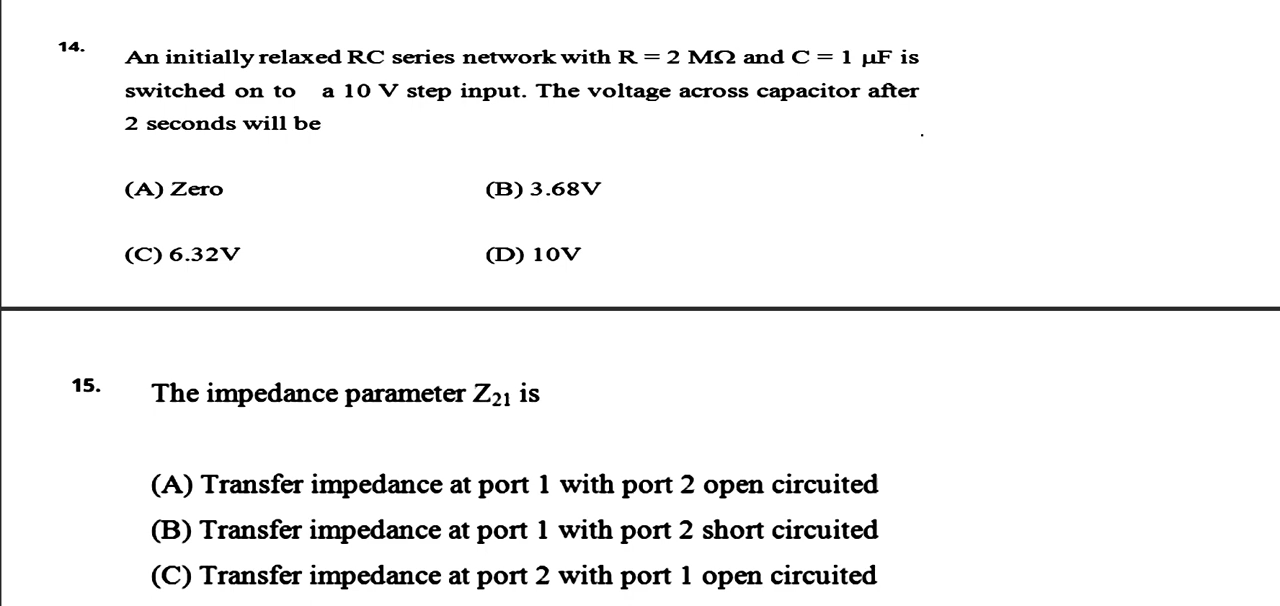 14.
An initially relaxed RC series network with R = 2 MΩ and C = 1 μF is
switched on to a 10 V step input. The voltage across capacitor after
2 seconds will be
(A) Zero (B) 3.68V
(C) 6.32V (D) 10V
15. The impedance parameter Z₂₁ is
(A) Transfer impedance at port 1 with port 2 open circuited
(B) Transfer impedance at port 1 with port 2 short circuited
(C) Transfer impedance at port 2 with port 1 open circuited